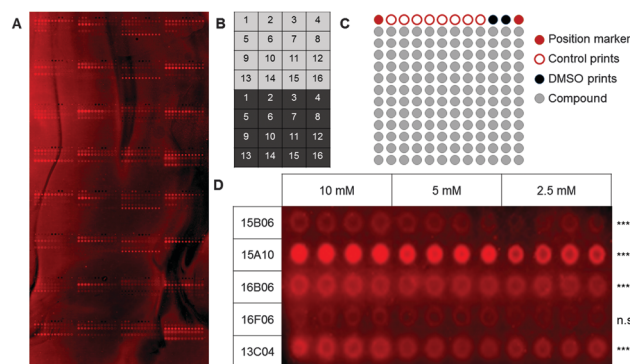 A
B
1 2 3 4
5 6 7 8
9 10 11 12
13 14 15 16
1 2 3 4
5 6 7 8
9 10 11 12
13 14 15 16
C
Position marker
Control prints
DMSO prints
Compound
D
10 mM 5 mM 2.5 mM
15B06 ***
15A10 ***
16B06 ***
16F06 n.s
13C04 ***